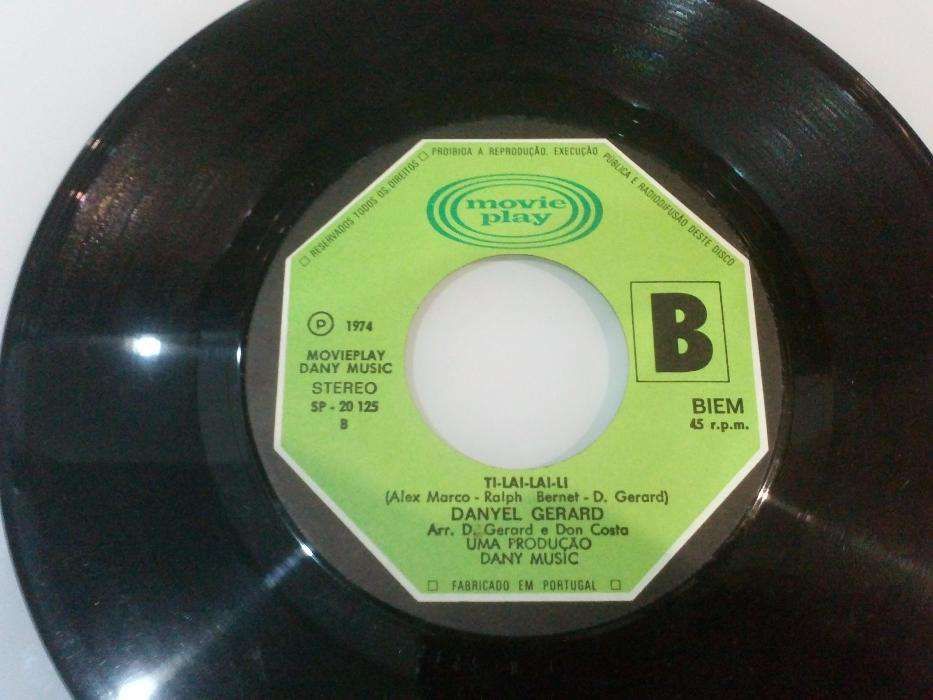 □ RESERVADOS TODOS OS DIREITOS □ PROIBIDA A REPRODUÇÃO, EXECUÇÃO PÚBLICA E RADIODIFUSÃO DESTE DISCO
movie
play
B
Ⓟ 1974
MOVIEPLAY
DANY MUSIC
STEREO
SP - 20 125
B
BIEM
45 r.p.m.
TI-LAI-LAI-LI
(Alex Marco - Ralph Bernet - D. Gerard)
DANYEL GERARD
Arr. D. Gerard e Don Costa
UMA PRODUÇÃO
DANY MUSIC
□ FABRICADO EM PORTUGAL □